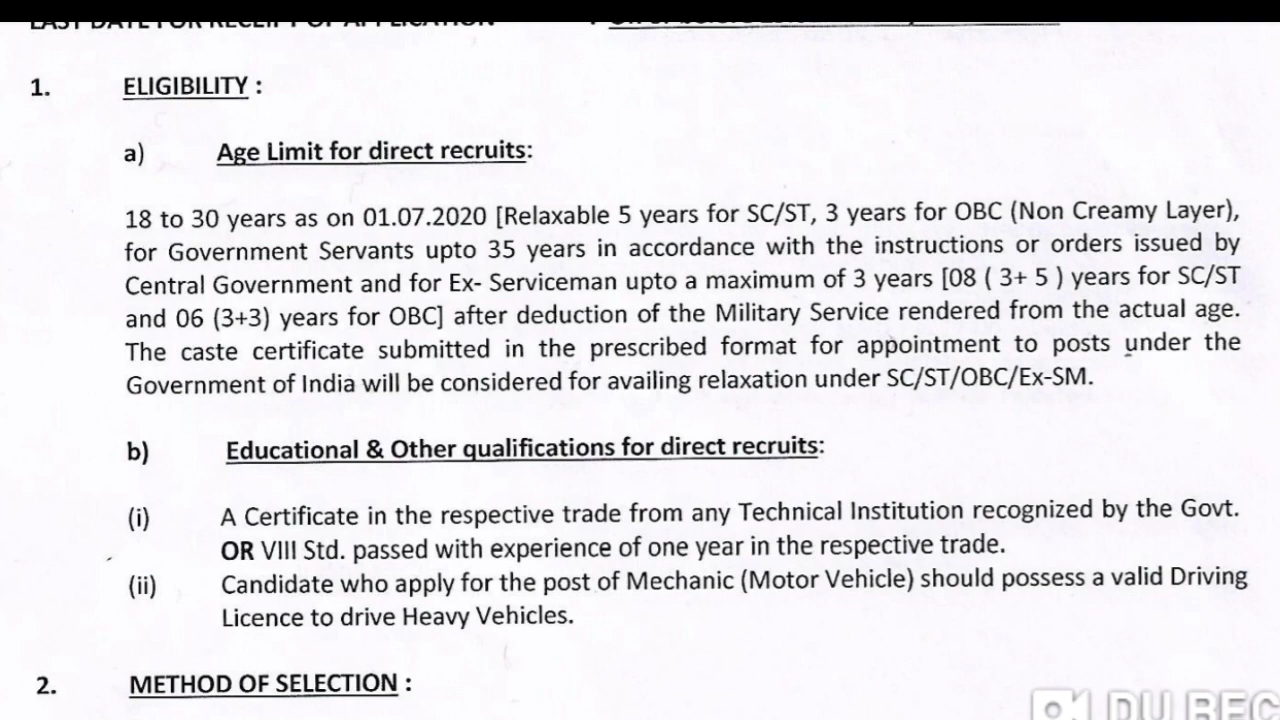 LAST DATE FOR RECEIPT OF APPLICATION :
1. ELIGIBILITY :
a) Age Limit for direct recruits:
18 to 30 years as on 01.07.2020 [Relaxable 5 years for SC/ST, 3 years for OBC (Non Creamy Layer),
for Government Servants upto 35 years in accordance with the instructions or orders issued by
Central Government and for Ex- Serviceman upto a maximum of 3 years [08 ( 3+ 5 ) years for SC/ST
and 06 (3+3) years for OBC] after deduction of the Military Service rendered from the actual age.
The caste certificate submitted in the prescribed format for appointment to posts under the
Government of India will be considered for availing relaxation under SC/ST/OBC/Ex-SM.
b) Educational & Other qualifications for direct recruits:
(i) A Certificate in the respective trade from any Technical Institution recognized by the Govt.
OR VIII Std. passed with experience of one year in the respective trade.
(ii) Candidate who apply for the post of Mechanic (Motor Vehicle) should possess a valid Driving
Licence to drive Heavy Vehicles.
2. METHOD OF SELECTION :
DU REC